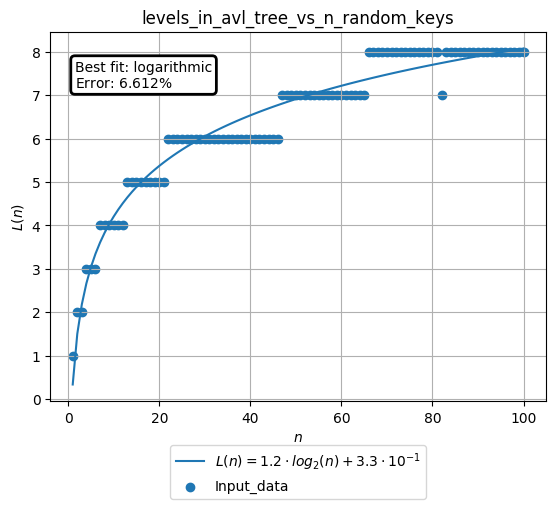 levels_in_avl_tree_vs_n_random_keys
Best fit: logarithmic
Error: 6.612%
8
7
6
5
4
3
2
1
0
L(n)
0 20 40 60 80 100
n
L(n) = 1.2 · log₂(n) + 3.3 · 10⁻¹
Input_data